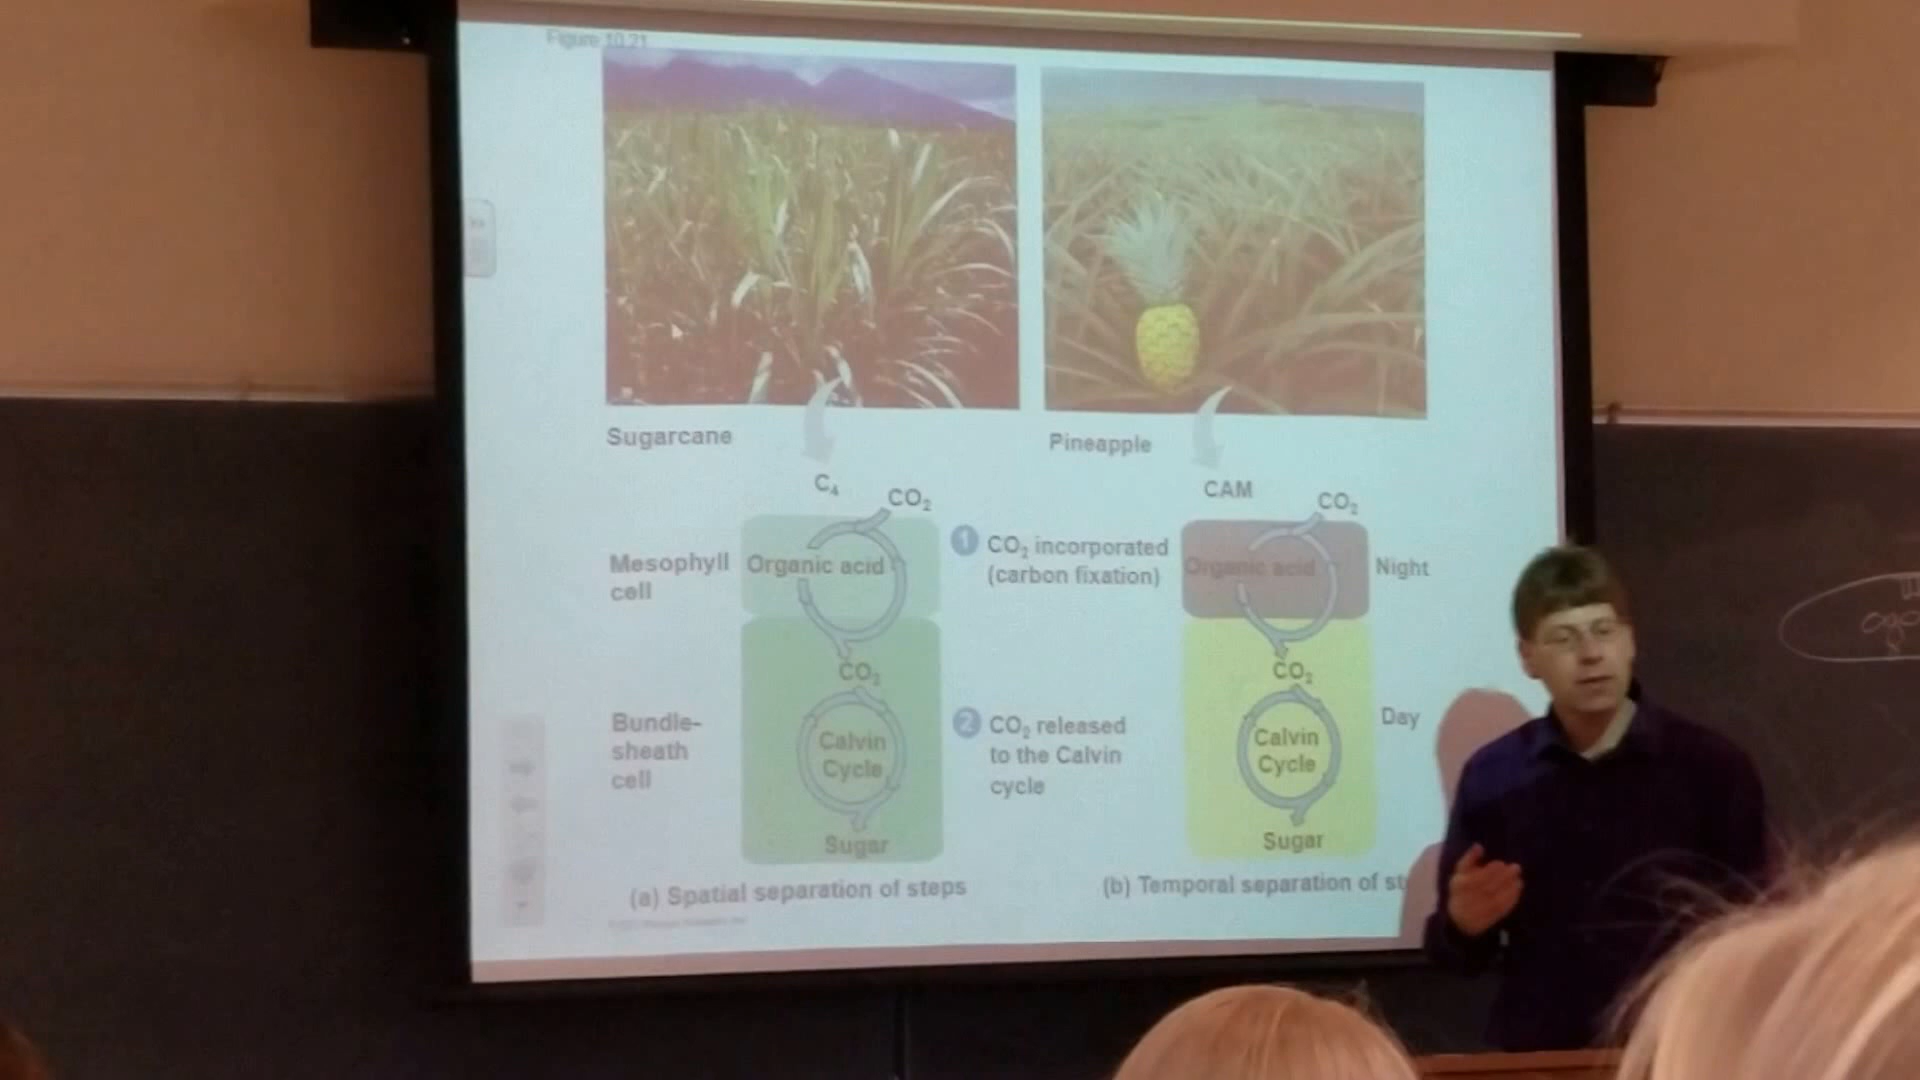 Figure 10.21
Sugarcane
Pineapple
C₄
CO₂
CAM
CO₂
Mesophyll
cell
Organic acid
1 CO₂ incorporated
(carbon fixation)
Organic acid
Night
CO₂
CO₂
Bundle-
sheath
cell
Calvin
Cycle
2 CO₂ released
to the Calvin
cycle
Calvin
Cycle
Day
Sugar
Sugar
(a) Spatial separation of steps
(b) Temporal separation of st